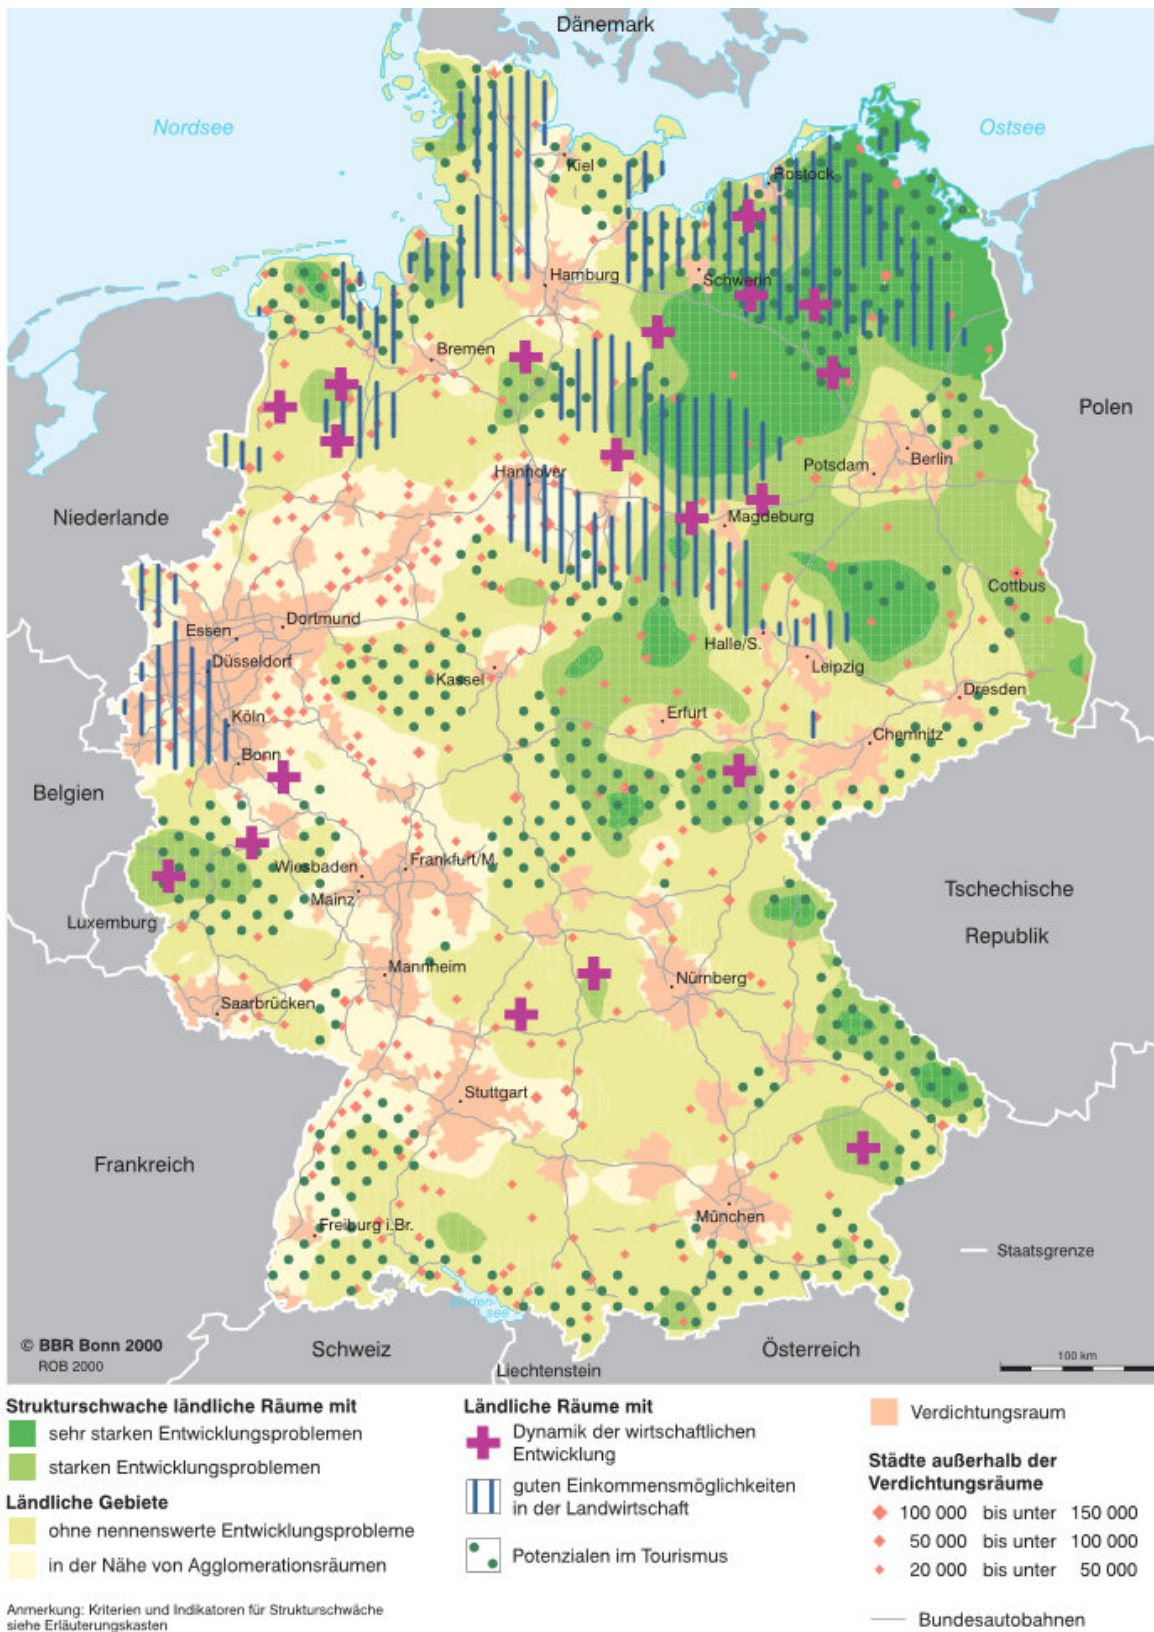 Dänemark
Nordsee
Ostsee
Kiel
Rostock
Hamburg
Schwerin
Bremen
Polen
Berlin
Potsdam
Hannover
Niederlande
Magdeburg
Cottbus
Dortmund
Essen
Düsseldorf
Halle/S.
Leipzig
Kassel
Dresden
Köln
Erfurt
Chemnitz
Bonn
Belgien
Wiesbaden
Frankfurt/M.
Mainz
Luxemburg
Tschechische
Republik
Mannheim
Nürnberg
Saarbrücken
Stuttgart
Frankreich
München
Freiburg i.Br.
Staatsgrenze
Boden-
see
© BBR Bonn 2000
ROB 2000
Schweiz
Österreich
Liechtenstein
100 km
Strukturschwache ländliche Räume mit
sehr starken Entwicklungsproblemen
starken Entwicklungsproblemen
Ländliche Gebiete
ohne nennenswerte Entwicklungsprobleme
in der Nähe von Agglomerationsräumen
Anmerkung: Kriterien und Indikatoren für Strukturschwäche
siehe Erläuterungskasten
Ländliche Räume mit
Dynamik der wirtschaftlichen
Entwicklung
guten Einkommensmöglichkeiten
in der Landwirtschaft
Potenzialen im Tourismus
Verdichtungsraum
Städte außerhalb der
Verdichtungsräume
100 000 bis unter 150 000
50 000 bis unter 100 000
20 000 bis unter 50 000
Bundesautobahnen